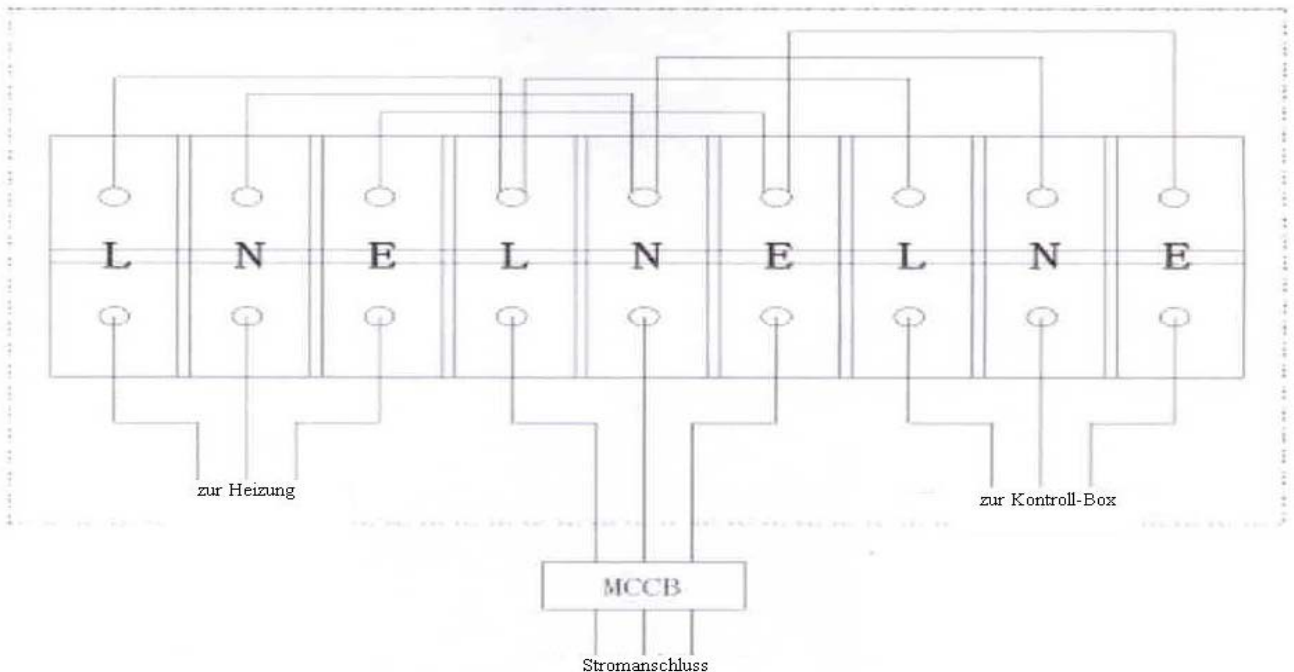 L N E L N E L N E
zur Heizung
zur Kontroll-Box
MCCB
Stromanschluss